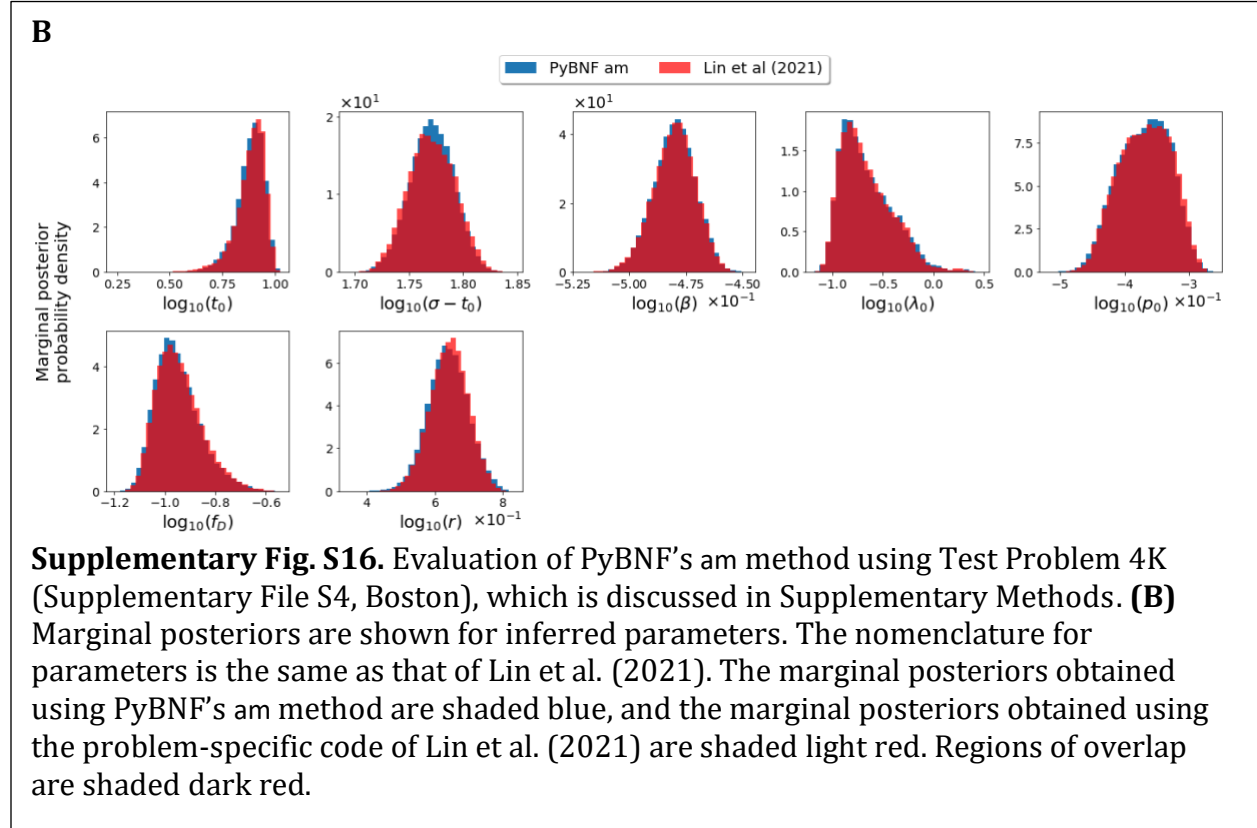 B
PyBNF am Lin et al (2021)
×10¹ ×10¹
6 4 2 0
0.25 0.50 0.75 1.00
log₁₀(t₀)
2 1 0
1.70 1.75 1.80 1.85
log₁₀(σ − t₀)
4 2 0
−5.25 −5.00 −4.75 −4.50
log₁₀(β) ×10⁻¹
1.5 1.0 0.5 0.0
−1.0 −0.5 0.0 0.5
log₁₀(λ₀)
7.5 5.0 2.5 0.0
−5 −4 −3
log₁₀(p₀) ×10⁻¹
Marginal posterior
probability density
4 2 0
−1.2 −1.0 −0.8 −0.6
log₁₀(f_D)
6 4 2 0
4 6 8
log₁₀(r) ×10⁻¹
Supplementary Fig. S16. Evaluation of PyBNF’s am method using Test Problem 4K
(Supplementary File S4, Boston), which is discussed in Supplementary Methods. (B)
Marginal posteriors are shown for inferred parameters. The nomenclature for
parameters is the same as that of Lin et al. (2021). The marginal posteriors obtained
using PyBNF’s am method are shaded blue, and the marginal posteriors obtained using
the problem-specific code of Lin et al. (2021) are shaded light red. Regions of overlap
are shaded dark red.